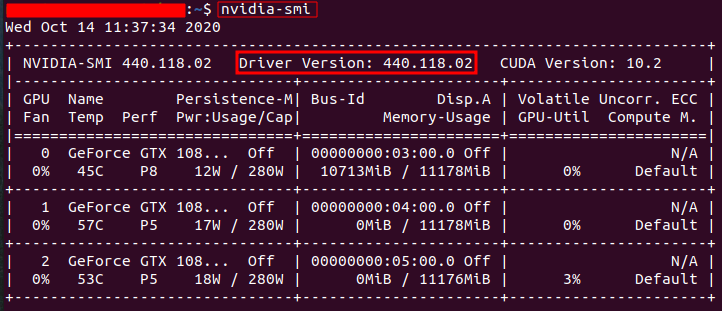 :~$ nvidia-smi
Wed Oct 14 11:37:34 2020
+-----------------------------------------------------------------------------+
| NVIDIA-SMI 440.118.02   Driver Version: 440.118.02   CUDA Version: 10.2     |
|-------------------------------+----------------------+----------------------+
| GPU  Name        Persistence-M| Bus-Id        Disp.A | Volatile Uncorr. ECC |
| Fan  Temp  Perf  Pwr:Usage/Cap|         Memory-Usage | GPU-Util  Compute M. |
|===============================+======================+======================|
|   0  GeForce GTX 108...  Off  | 00000000:03:00.0 Off |                  N/A |
|  0%   45C    P8    12W / 280W |  10713MiB / 11178MiB |      0%      Default |
+-------------------------------+----------------------+----------------------+
|   1  GeForce GTX 108...  Off  | 00000000:04:00.0 Off |                  N/A |
|  0%   57C    P5    17W / 280W |      0MiB / 11178MiB |      0%      Default |
+-------------------------------+----------------------+----------------------+
|   2  GeForce GTX 108...  Off  | 00000000:05:00.0 Off |                  N/A |
|  0%   53C    P5    18W / 280W |      0MiB / 11176MiB |      3%      Default |
+-------------------------------+----------------------+----------------------+